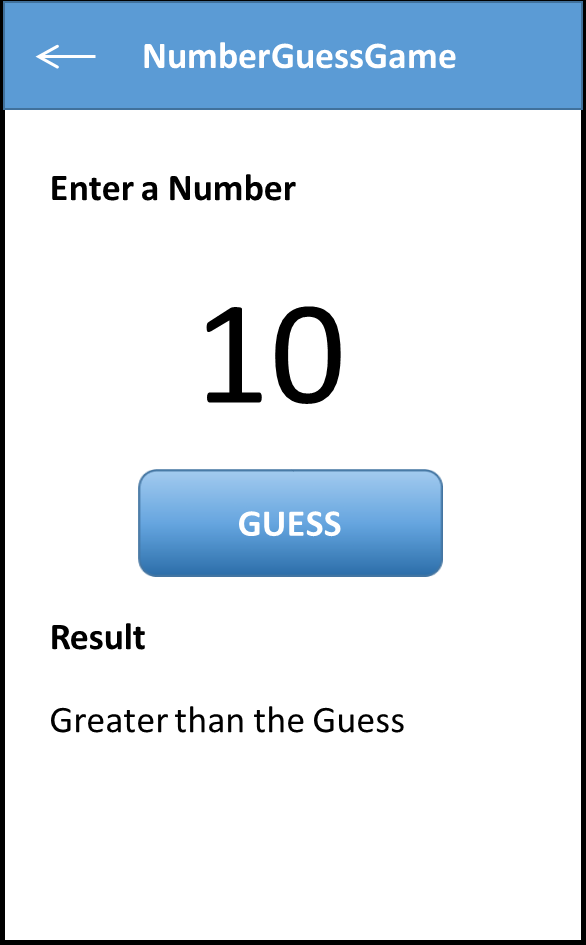 NumberGuessGame
Enter a Number
10
GUESS
Result
Greater than the Guess